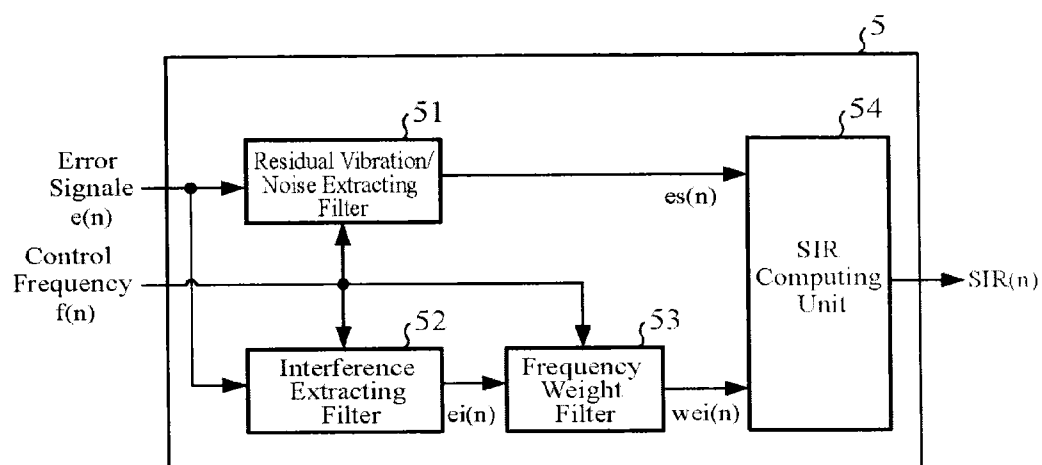 5
51
54
Error
Signale
e(n)
Residual Vibration/
Noise Extracting
Filter
es(n)
Control
Frequency
f(n)
SIR
Computing
Unit
SIR(n)
52
53
Interference
Extracting
Filter
ei(n)
Frequency
Weight
Filter
wei(n)